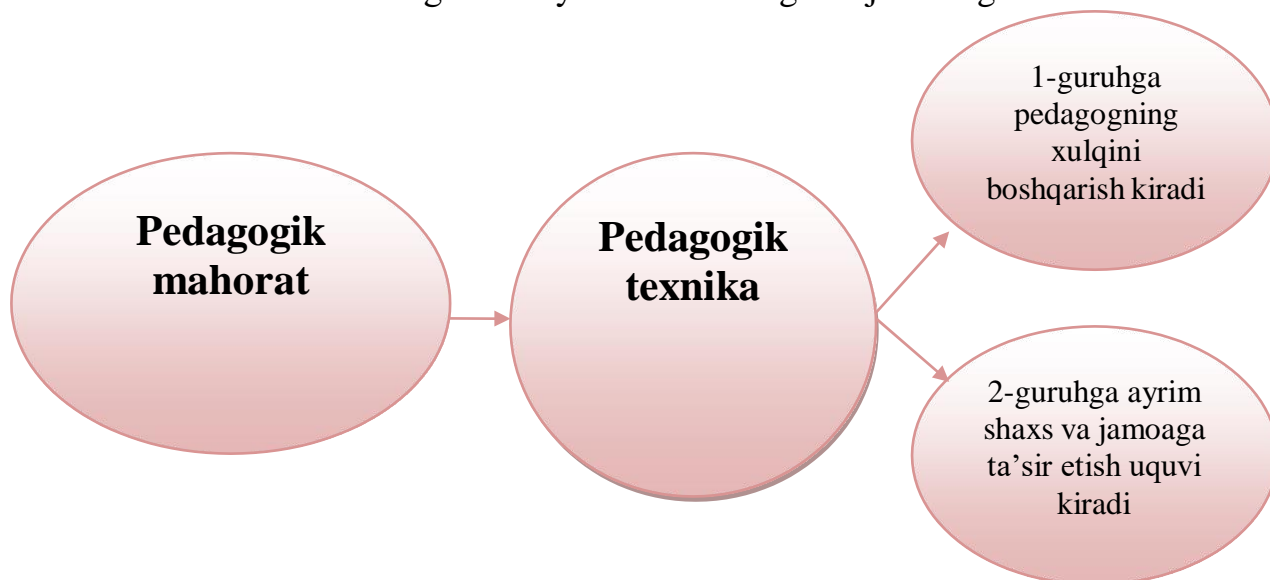 Pedagogik
mahorat
Pedagogik
texnika
1-guruhga
pedagogning
xulqini
boshqarish kiradi
2-guruhga ayrim
shaxs va jamoaga
ta’sir etish uquvi
kiradi